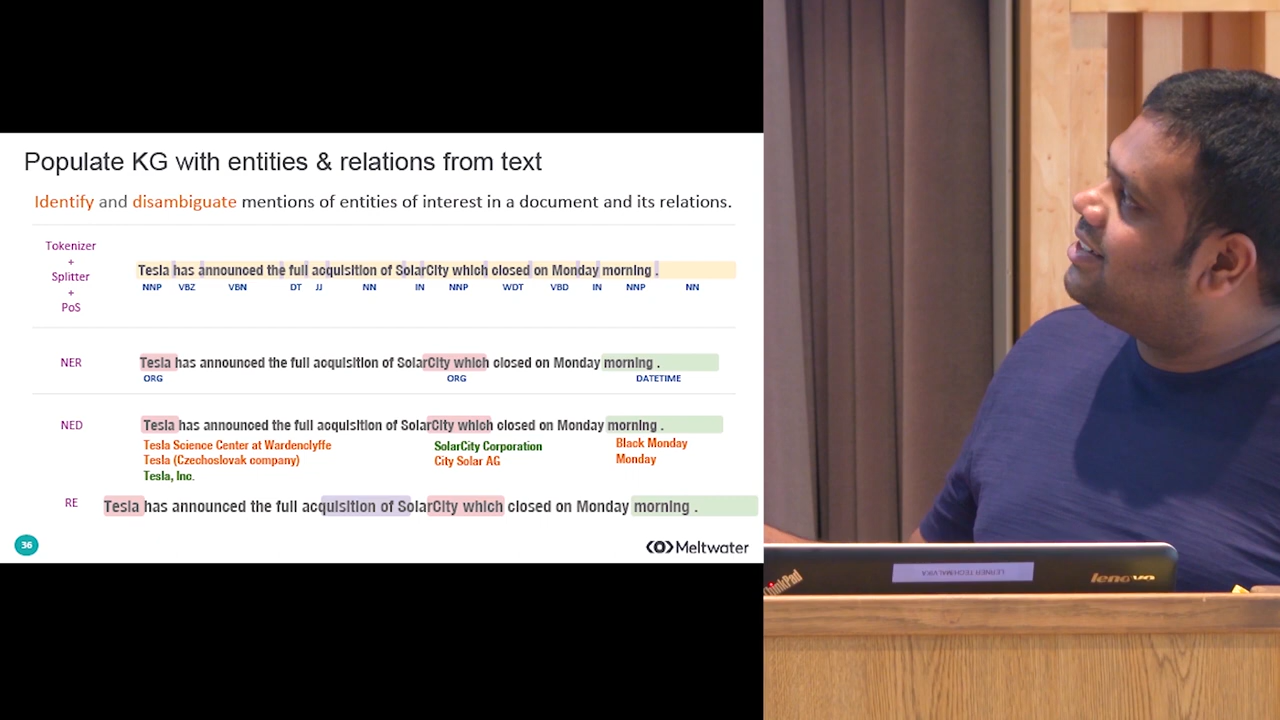 Populate KG with entities & relations from text
Identify and disambiguate mentions of entities of interest in a document and its relations.
Tokenizer
+
Splitter
+
PoS
Tesla has announced the full acquisition of SolarCity which closed on Monday morning .
NNP VBZ VBN DT JJ NN IN NNP WDT VBD IN NNP NN
NER
Tesla has announced the full acquisition of SolarCity which closed on Monday morning .
ORG ORG DATETIME
NED
Tesla has announced the full acquisition of SolarCity which closed on Monday morning .
Tesla Science Center at Wardenclyffe
Tesla (Czechoslovak company)
Tesla, Inc.
SolarCity Corporation
City Solar AG
Black Monday
Monday
RE
Tesla has announced the full acquisition of SolarCity which closed on Monday morning .
36
Meltwater
ThinkPad
lenovo